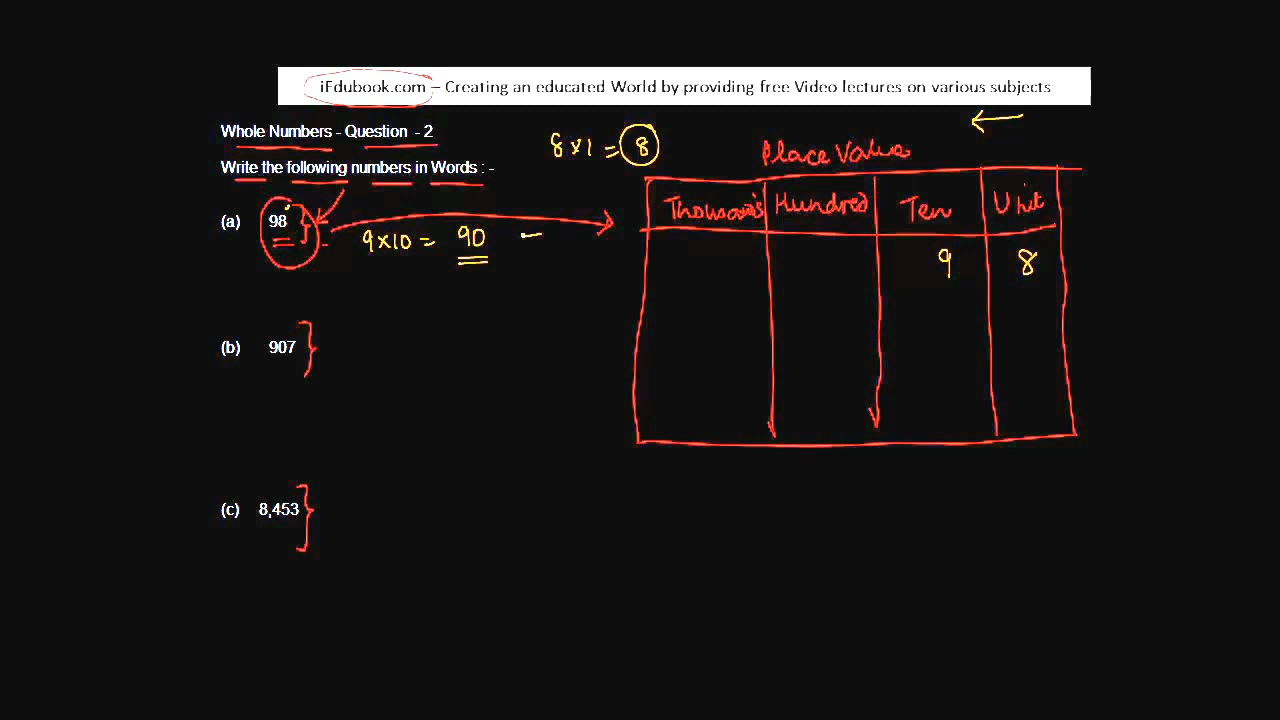 iEdubook.com – Creating an educated World by providing free Video lectures on various subjects
Whole Numbers - Question - 2
8×1 = 8
Place Value
Write the following numbers in Words : -
Thousands Hundred Ten Unit
(a) 98
9×10 = 90 –
9 8
(b) 907
(c) 8,453